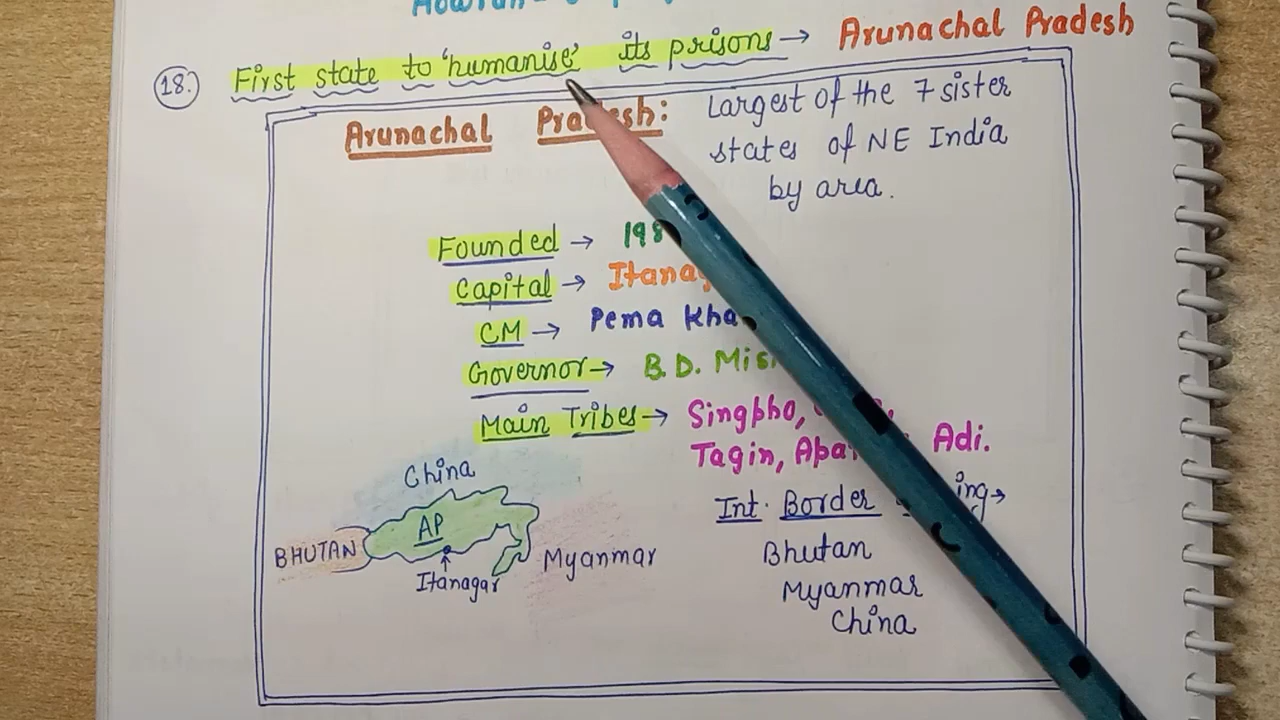 18. First state to 'humanise' its prisons → Arunachal Pradesh
Arunachal Pradesh: Largest of the 7 sister
states of NE India
by area.
Founded →
Capital →
CM → Pema
Governor → B.D.
Main Tribes → Singpho,
Tagin, Adi.
Int. Border
Bhutan
Myanmar
China
China
AP
BHUTAN
Myanmar
Itanagar